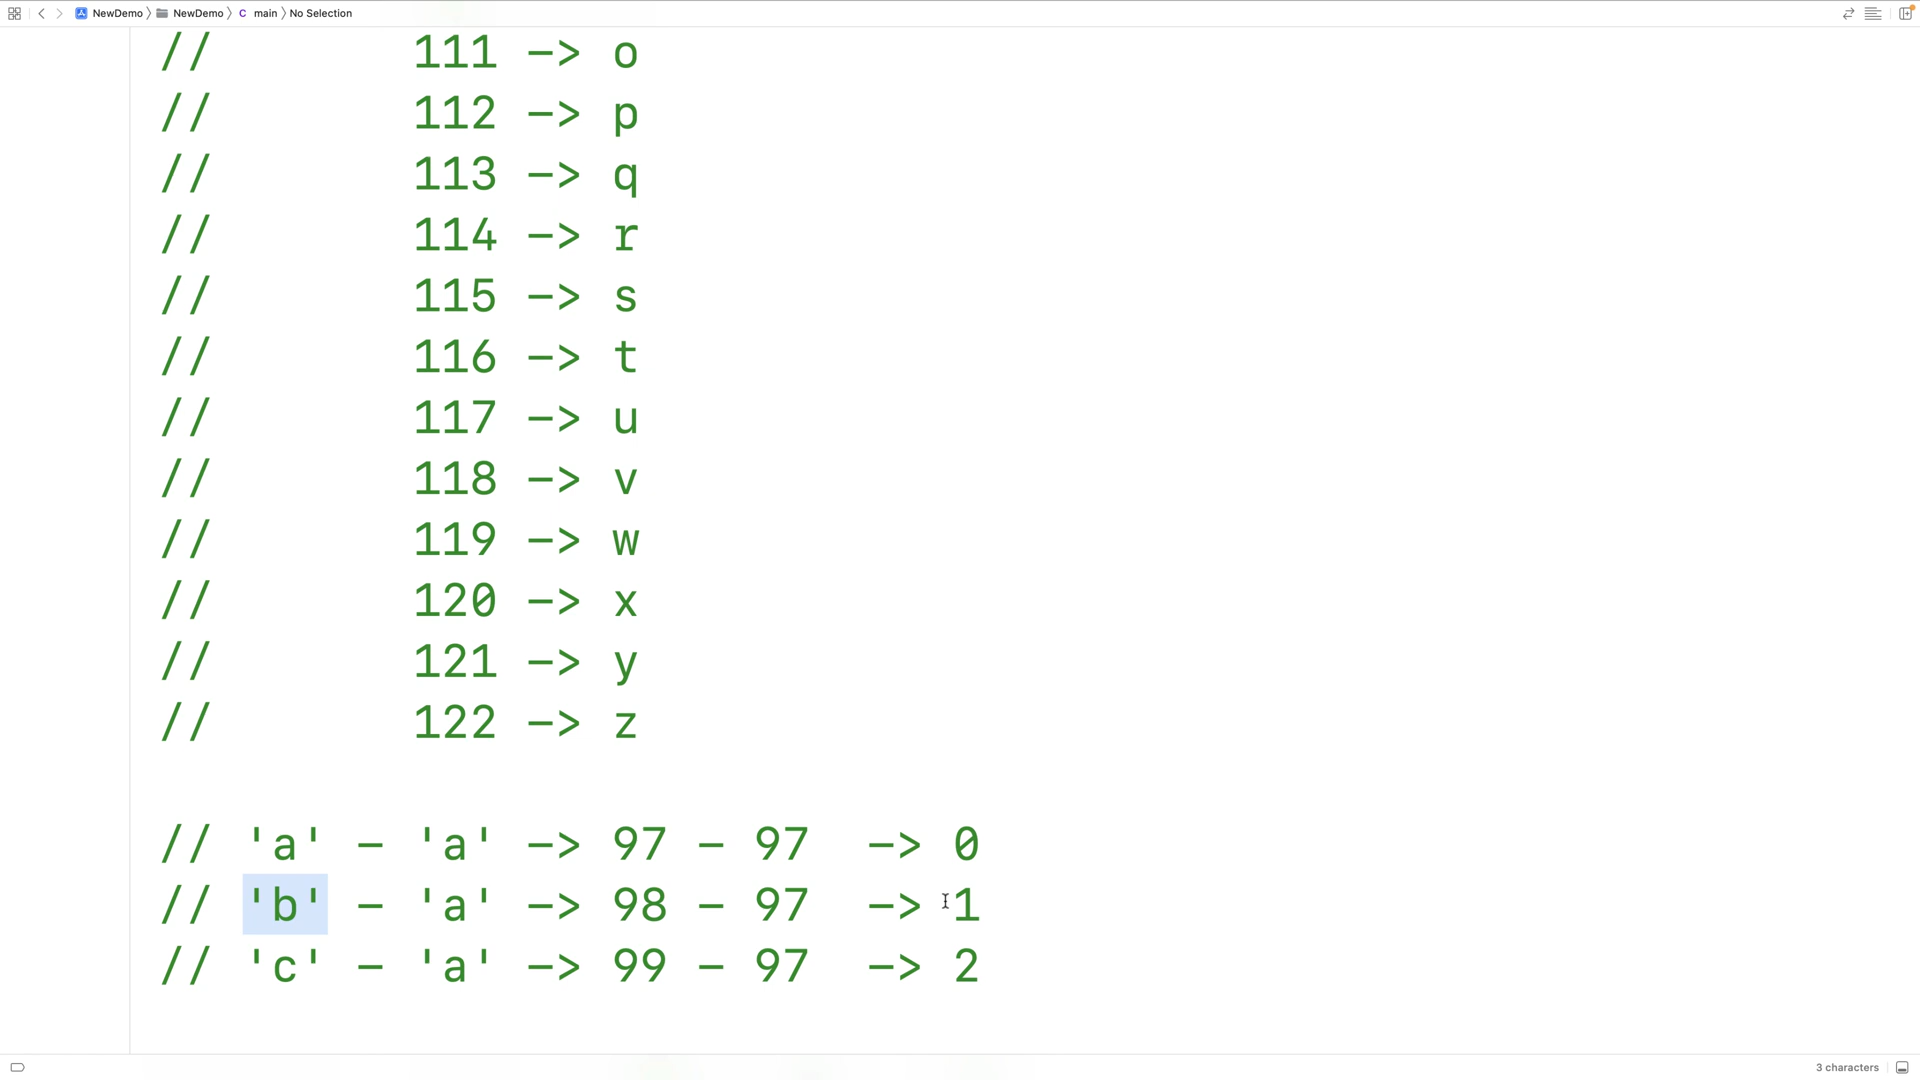 NewDemo 〉 NewDemo 〉 C main 〉 No Selection
// 111 -> o
// 112 -> p
// 113 -> q
// 114 -> r
// 115 -> s
// 116 -> t
// 117 -> u
// 118 -> v
// 119 -> w
// 120 -> x
// 121 -> y
// 122 -> z
// 'a' - 'a' -> 97 - 97 -> 0
// 'b' - 'a' -> 98 - 97 -> 1
// 'c' - 'a' -> 99 - 97 -> 2
3 characters